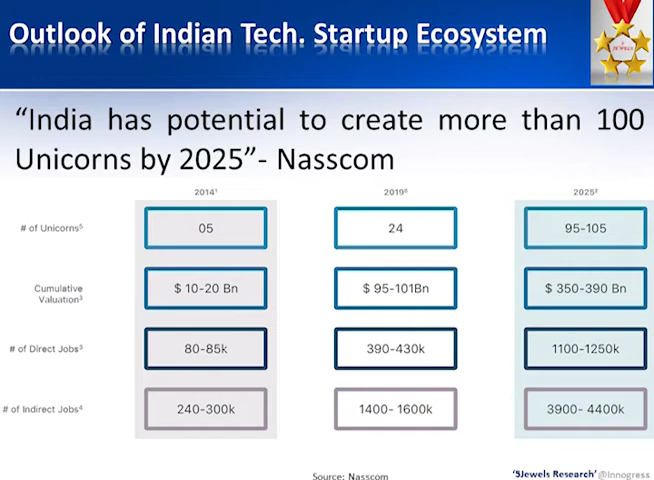 Outlook of Indian Tech. Startup Ecosystem
“India has potential to create more than 100
Unicorns by 2025”- Nasscom
2014¹ 2019⁶ 2025²
# of Unicorns⁵ 05 24 95-105
Cumulative
Valuation³ $ 10-20 Bn $ 95-101Bn $ 350-390 Bn
# of Direct Jobs³ 80-85k 390-430k 1100-1250k
# of Indirect Jobs⁴ 240-300k 1400- 1600k 3900- 4400k
Source: Nasscom
‘5Jewels Research’ @Innogress